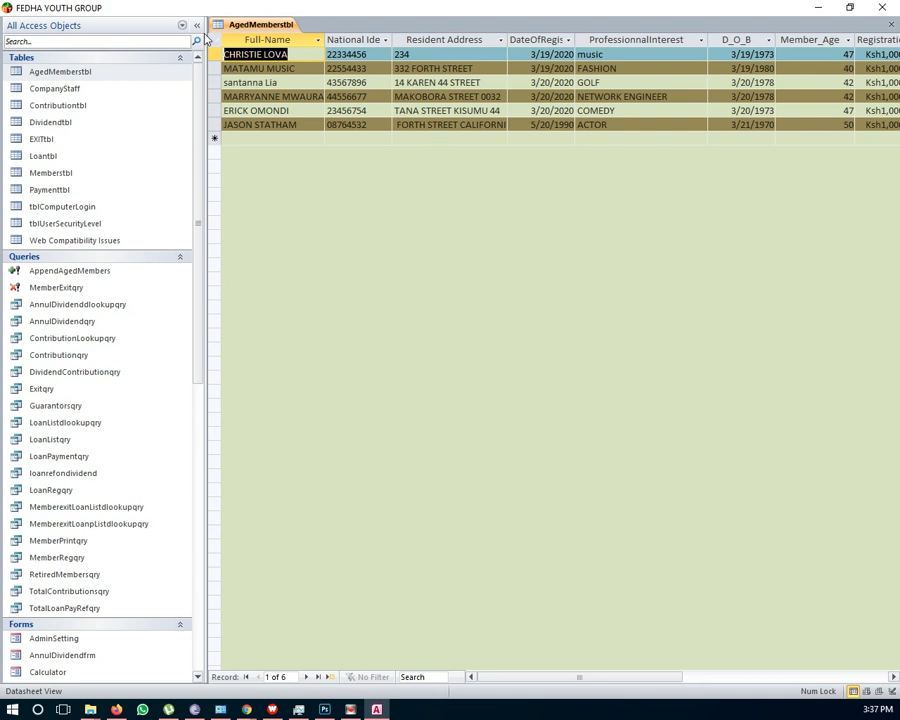 FEDHA YOUTH GROUP
All Access Objects
Search...
Tables
AgedMemberstbl
CompanyStaff
Contributiontbl
Dividendtbl
EXITtbl
Loantbl
Memberstbl
Paymenttbl
tblComputerLogin
tblUserSecurityLevel
Web Compatibility Issues
Queries
AppendAgedMembers
MemberExitqry
AnnulDividenddlookupqry
AnnulDividendqry
ContributionLookupqry
Contributionqry
DividendContributionqry
Exitqry
Guarantorsqry
LoanListdlookupqry
LoanListqry
LoanPaymentqry
loanrefondividend
LoanRegqry
MemberexitLoanListdlookupqry
MemberexitLoanpListdlookupqry
MemberPrintqry
MemberRegqry
RetiredMembersqry
TotalContributionsqry
TotalLoanPayRefqry
Forms
AdminSetting
AnnulDividendfrm
Calculator
AgedMemberstbl
Full-Name National Ide Resident Address DateOfRegis ProfessionnalInterest D_O_B Member_Age Registratio
CHRISTIE LOVA 22334456 234 3/19/2020 music 3/19/1973 47 Ksh1,00
MATAMU MUSIC 22554433 332 FORTH STREET 3/19/2020 FASHION 3/19/1980 40 Ksh1,00
santanna Lia 43567896 14 KAREN 44 STREET 3/20/2020 GOLF 3/20/1978 42 Ksh1,00
MARRYANNE MWAURA 44556677 MAKOBORA STREET 0032 3/20/2020 NETWORK ENGINEER 3/20/1978 42 Ksh1,00
ERICK OMONDI 23456754 TANA STREET KISUMU 44 3/20/2020 COMEDY 3/20/1973 47 Ksh1,00
JASON STATHAM 08764532 FORTH STREET CALIFORNI 5/20/1990 ACTOR 3/21/1970 50 Ksh1,00
Record: 1 of 6 No Filter Search
Datasheet View Num Lock
3:37 PM